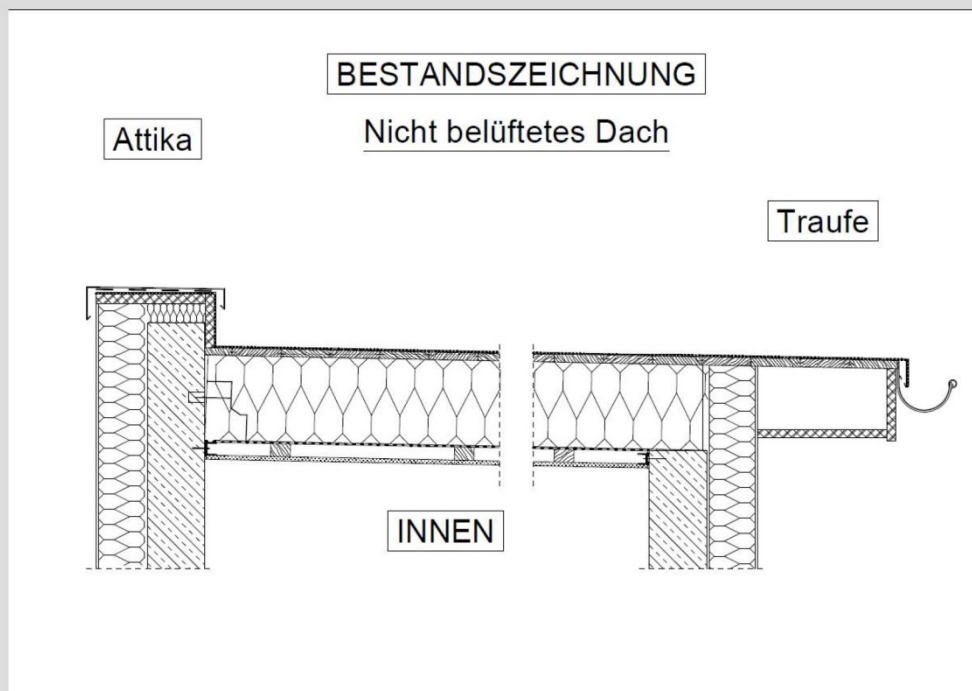 BESTANDSZEICHNUNG
Nicht belüftetes Dach
Attika
Traufe
INNEN